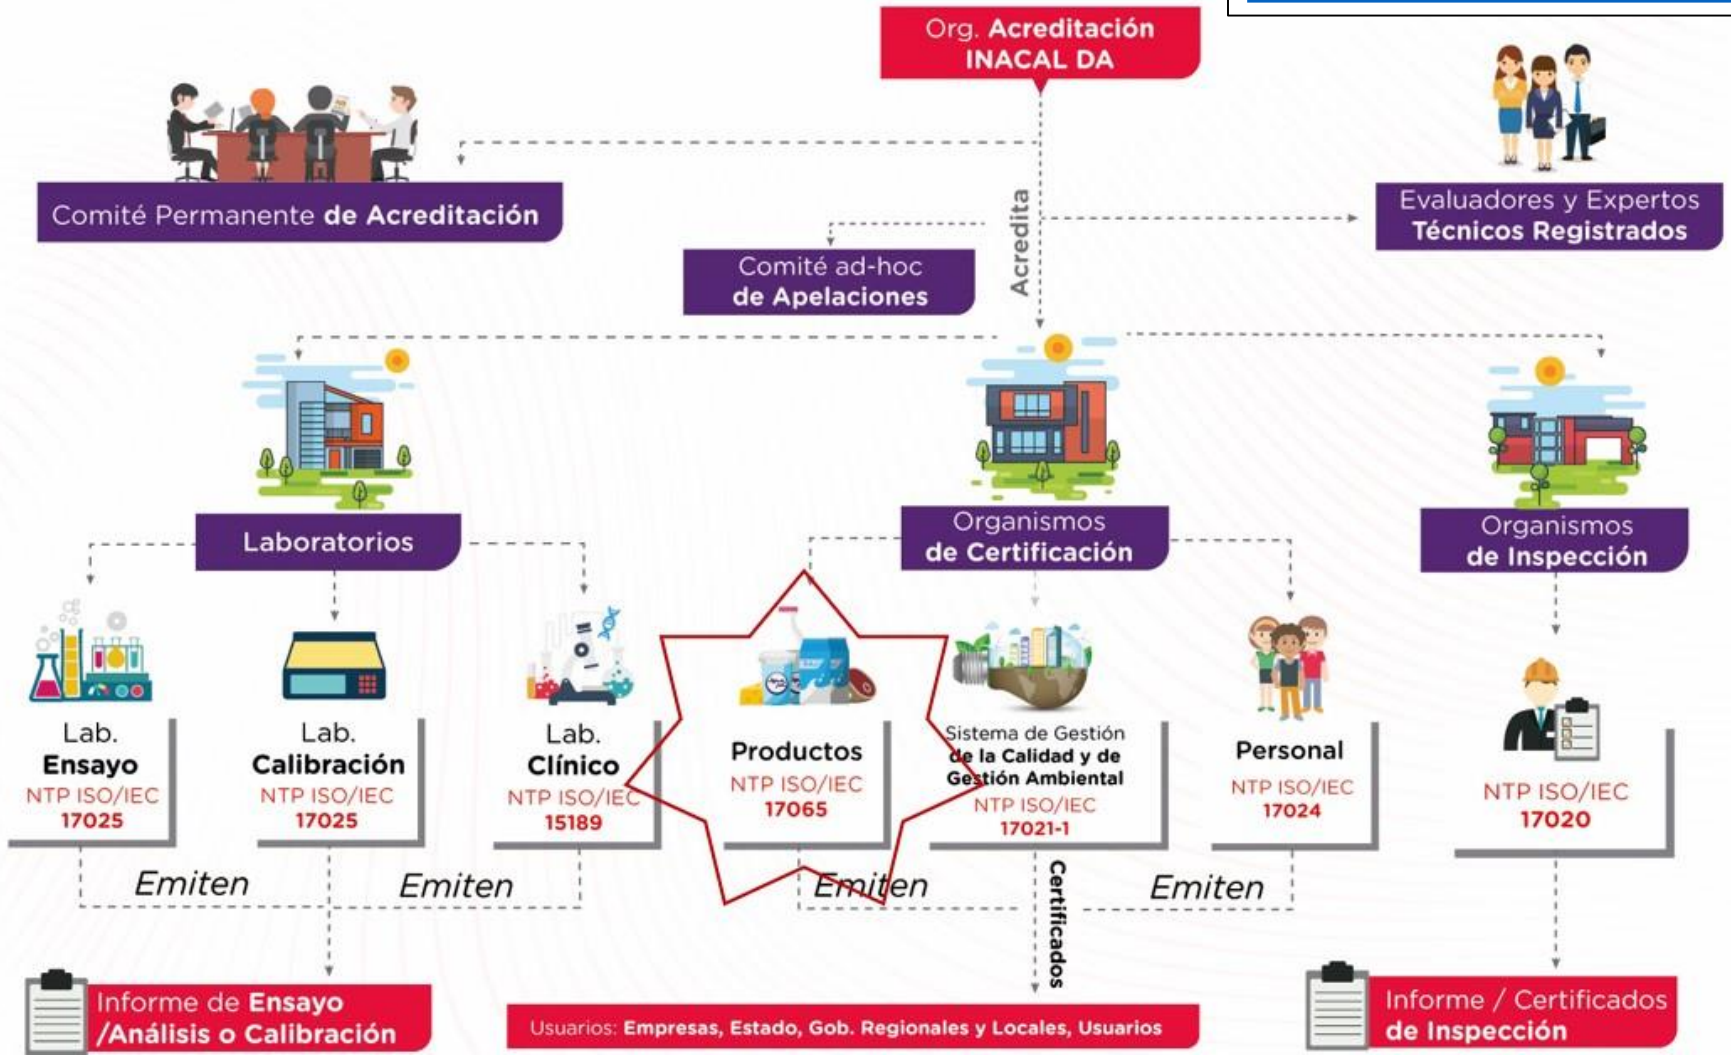 Org. Acreditación
INACAL DA
Comité Permanente de Acreditación
Evaluadores y Expertos
Técnicos Registrados
Comité ad-hoc
de Apelaciones
Acredita
Laboratorios
Organismos
de Certificación
Organismos
de Inspección
Lab.
Ensayo
NTP ISO/IEC
17025
Lab.
Calibración
NTP ISO/IEC
17025
Lab.
Clínico
NTP ISO/IEC
15189
Productos
NTP ISO/IEC
17065
Sistema de Gestión
de la Calidad y de
Gestión Ambiental
NTP ISO/IEC
17021-1
Personal
NTP ISO/IEC
17024
NTP ISO/IEC
17020
Emiten
Emiten
Emiten
Certificados
Emiten
Informe de Ensayo
/Análisis o Calibración
Usuarios: Empresas, Estado, Gob. Regionales y Locales, Usuarios
Informe / Certificados
de Inspección